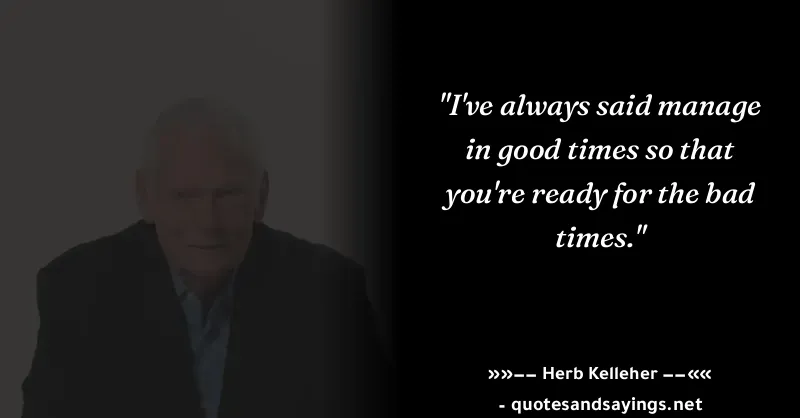 "I've always said manage
in good times so that
you're ready for the bad
times."
»»−− Herb Kelleher −−««
- quotesandsayings.net